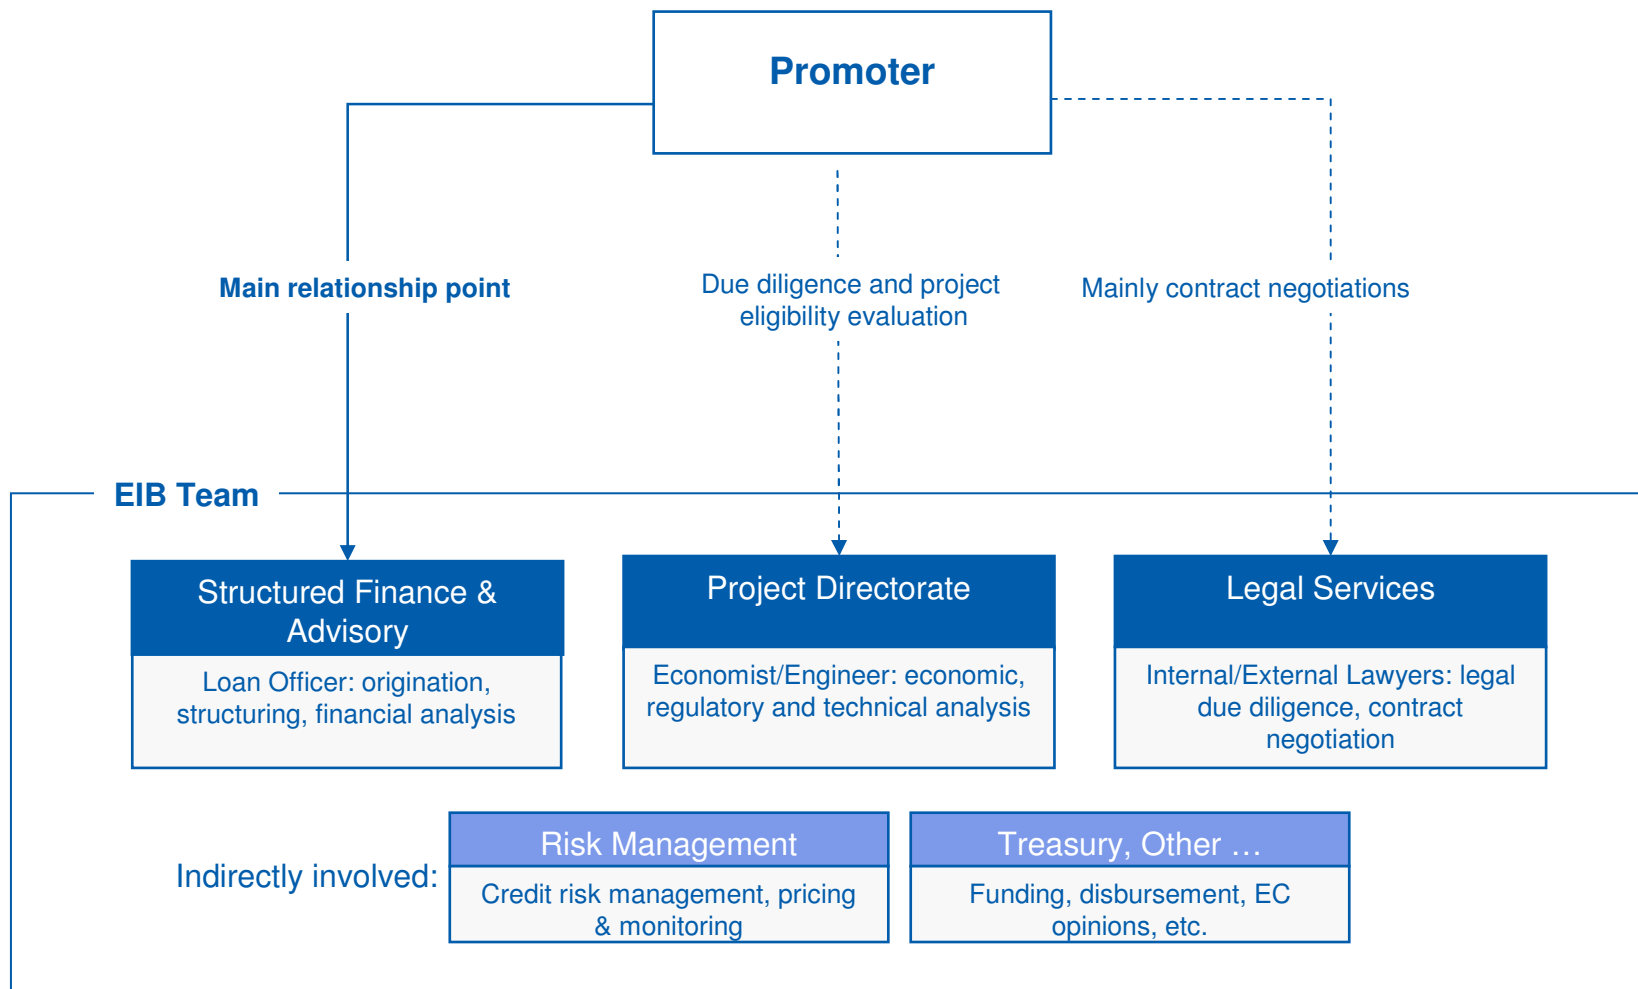 Promoter
Main relationship point
Due diligence and project
eligibility evaluation
Mainly contract negotiations
EIB Team
Structured Finance &
Advisory
Loan Officer: origination,
structuring, financial analysis
Project Directorate
Economist/Engineer: economic,
regulatory and technical analysis
Legal Services
Internal/External Lawyers: legal
due diligence, contract
negotiation
Indirectly involved:
Risk Management
Credit risk management, pricing
& monitoring
Treasury, Other …
Funding, disbursement, EC
opinions, etc.